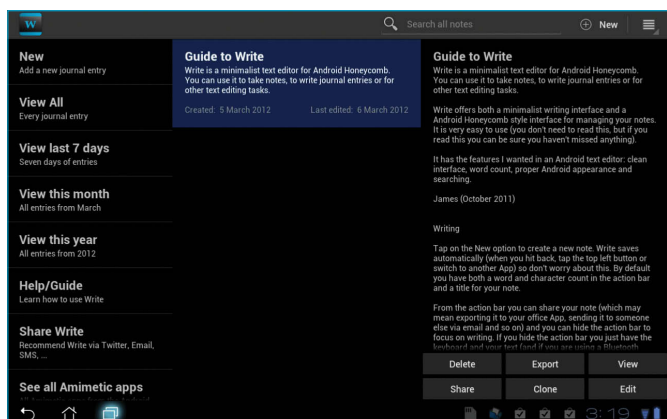 W
Search all notes
New
New
Add a new journal entry
View All
Every journal entry
View last 7 days
Seven days of entries
View this month
All entries from March
View this year
All entries from 2012
Help/Guide
Learn how to use Write
Share Write
Recommend Write via Twitter, Email,
SMS, ...
See all Amimetic apps
Guide to Write
Write is a minimalist text editor for Android Honeycomb.
You can use it to take notes, to write journal entries or for
other text editing tasks.
Created: 5 March 2012
Last edited: 6 March 2012
Guide to Write
Write is a minimalist text editor for Android Honeycomb.
You can use it to take notes, to write journal entries or for
other text editing tasks.
Write offers both a minimalist writing interface and a
Android Honeycomb style interface for managing your notes.
It is very easy to use (you don't need to read this, but if you
read this you can be sure you haven't missed anything).
It has the features I wanted in an Android text editor: clean
interface, word count, proper Android appearance and
searching.
James (October 2011)
Writing
Tap on the New option to create a new note. Write saves
automatically (when you hit back, tap the top left button or
switch to another App) so don't worry about this. By default
you have both a word and character count in the action bar
and a title for your note.
From the action bar you can share your note (which may
mean exporting it to your office App, sending it to someone
else via email and so on) and you can hide the action bar to
focus on writing. If you hide the action bar you just have the
keyboard and your text (and if you are using a Bluetooth
Delete
Export
View
Share
Clone
Edit
3:19